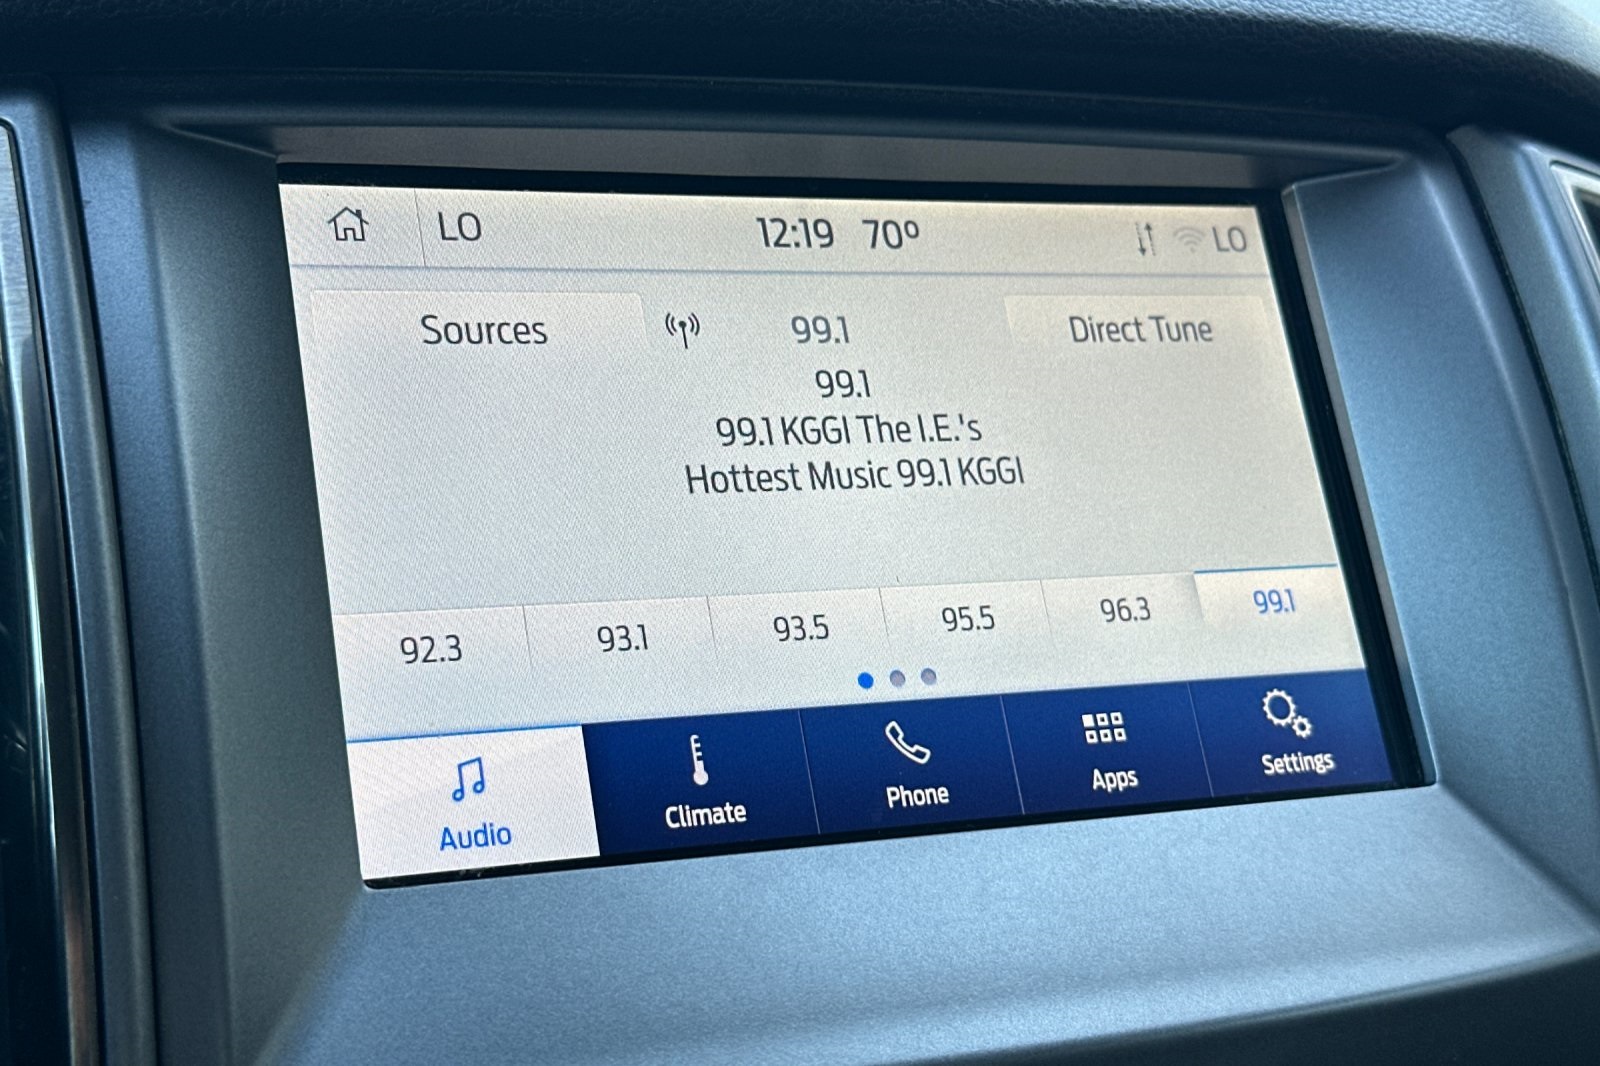 LO 12:19 70° LO
Sources 99.1 Direct Tune
99.1
99.1 KGGI The I.E.'s
Hottest Music 99.1 KGGI
92.3 93.1 93.5 95.5 96.3 99.1
Audio Climate Phone Apps Settings